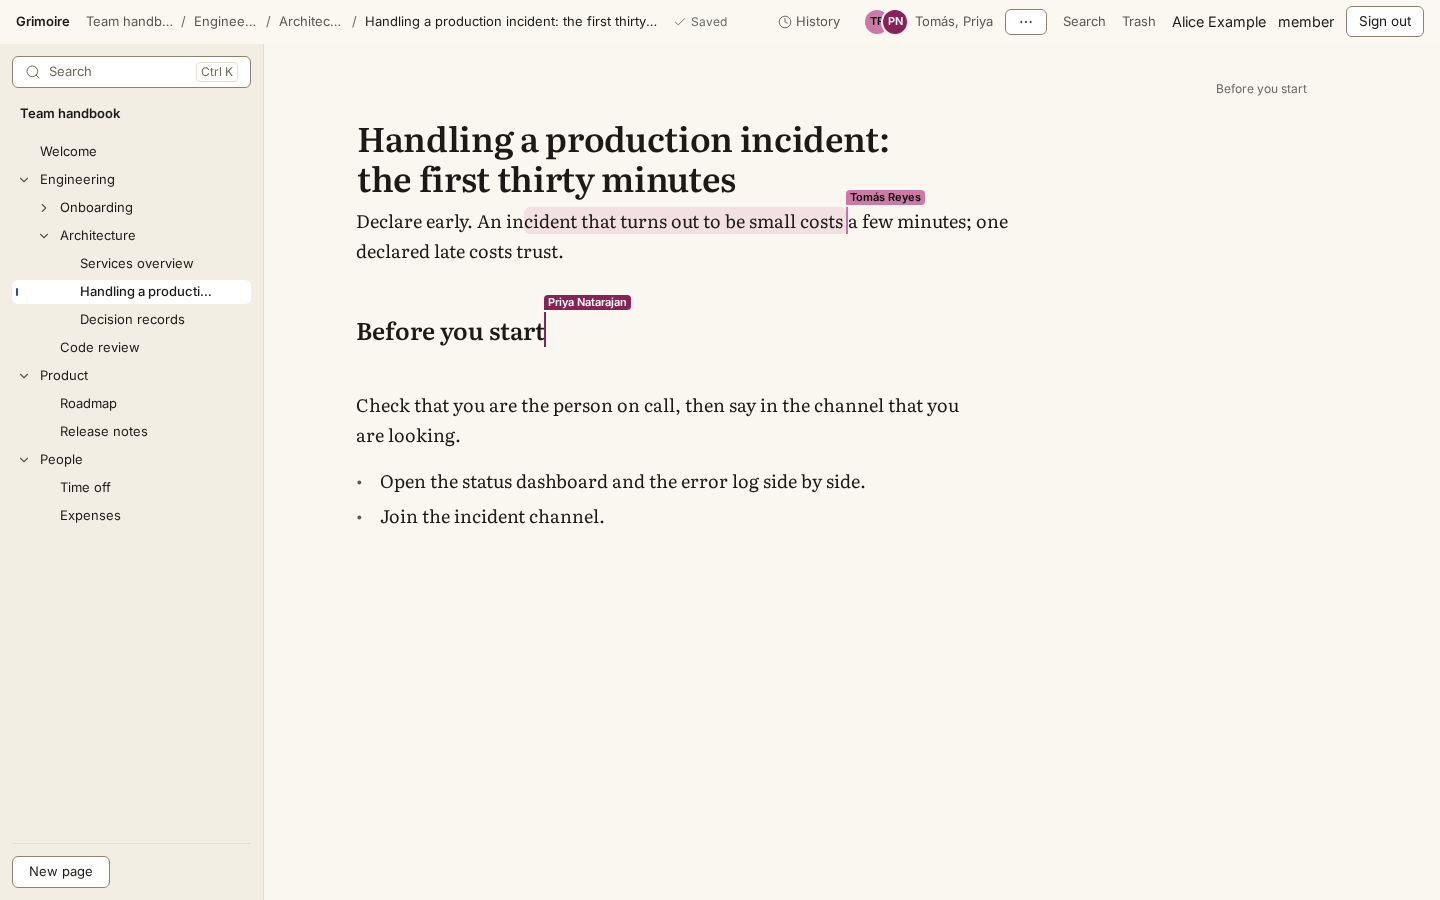 Grimoire Team handb… / Enginee… / Architec… / Handling a production incident: the first thirty… Saved History PN Tomás, Priya ⋯ Search Trash Alice Example member Sign out
Search Ctrl K
Team handbook
Welcome
Engineering
Onboarding
Architecture
Services overview
Handling a producti…
Decision records
Code review
Product
Roadmap
Release notes
People
Time off
Expenses
New page
Handling a production incident:
the first thirty minutes
Tomás Reyes
Declare early. An incident that turns out to be small costs a few minutes; one
declared late costs trust.
Priya Natarajan
Before you start
Check that you are the person on call, then say in the channel that you
are looking.
• Open the status dashboard and the error log side by side.
• Join the incident channel.
Before you start